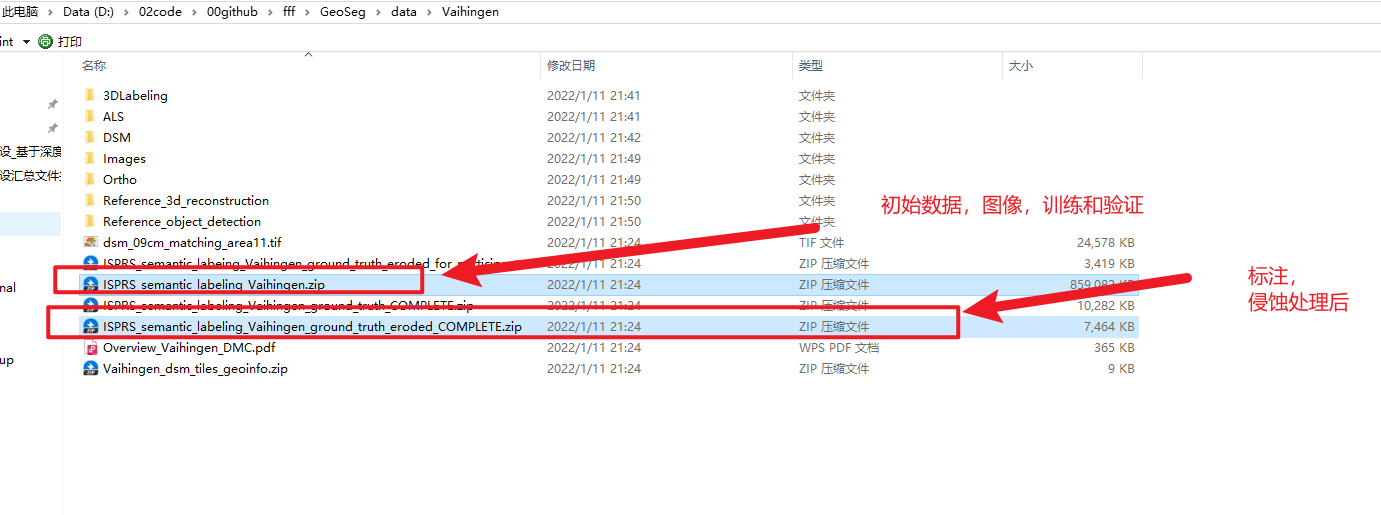 此电脑 > Data (D:) > 02code > 00github > fff > GeoSeg > data > Vaihingen
int 打印
名称 修改日期 类型 大小
3DLabeling 2022/1/11 21:41 文件夹
ALS 2022/1/11 21:41 文件夹
DSM 2022/1/11 21:42 文件夹
设_基于深度
Images 2022/1/11 21:49 文件夹
设汇总文件
Ortho 2022/1/11 21:49 文件夹
Reference_3d_reconstruction 2022/1/11 21:50 文件夹
初始数据，图像，训练和验证
Reference_object_detection 2022/1/11 21:50 文件夹
dsm_09cm_matching_area11.tif 2022/1/11 21:24 TIF 文件 24,578 KB
ISPRS_semantic_labeing_Vaihingen_ground_truth_eroded_for 2022/1/11 21:24 ZIP 压缩文件 3,419 KB
标注，
侵蚀处理后
nal
ISPRS_semantic_labeling_Vaihingen.zip 2022/1/11 21:24 ZIP 压缩文件 859,082 KB
ISPRS_semantic_labeling_Vaihingen_ground_truth_COMPLETE.zip 2022/1/11 21:24 ZIP 压缩文件 10,282 KB
ISPRS_semantic_labeling_Vaihingen_ground_truth_eroded_COMPLETE.zip 2022/1/11 21:24 ZIP 压缩文件 7,464 KB
Overview_Vaihingen_DMC.pdf 2022/1/11 21:24 WPS PDF 文档 365 KB
up
Vaihingen_dsm_tiles_geoinfo.zip 2022/1/11 21:24 ZIP 压缩文件 9 KB